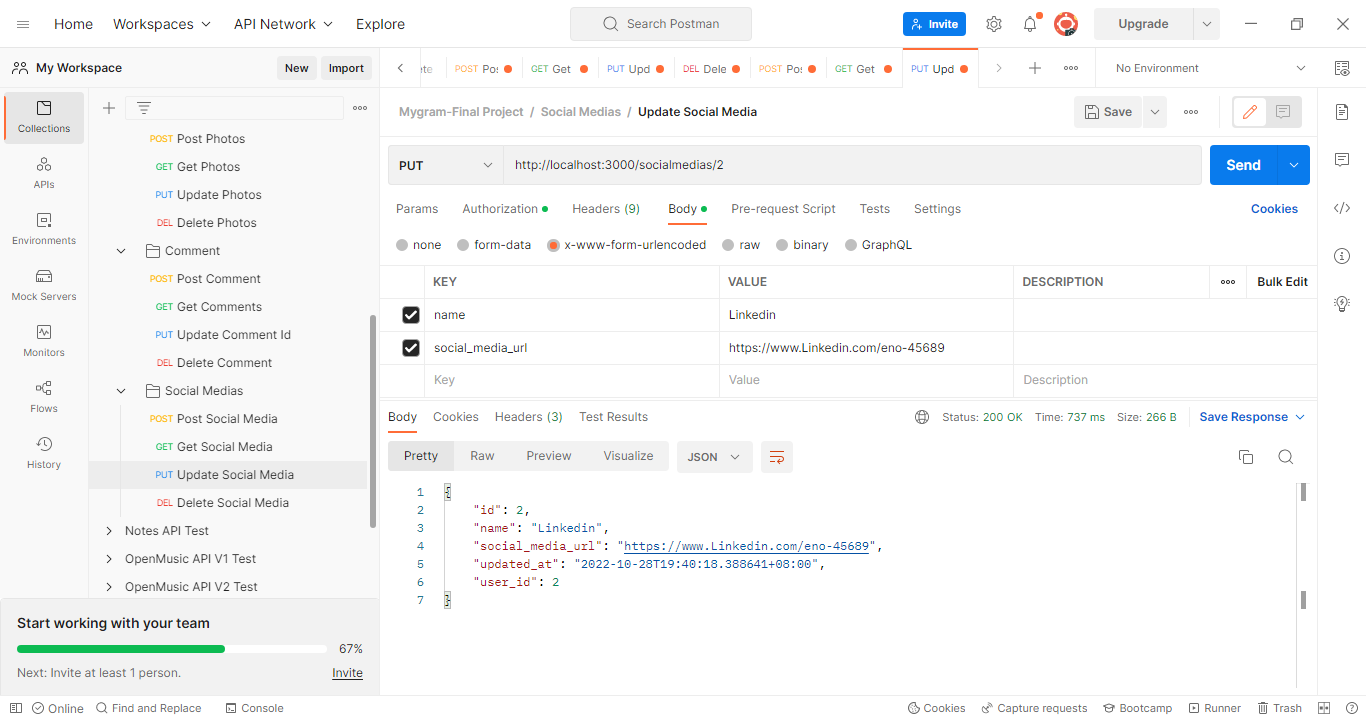 Home
Workspaces
API Network
Explore
Search Postman
Invite
Upgrade
My Workspace
New
Import
POST
GET Get
PUT Upd
DEL Dele
POST
GET Get
PUT Upd
No Environment
Collections
APIs
Environments
Mock Servers
Monitors
Flows
History
POST Post Photos
GET Get Photos
PUT Update Photos
DEL Delete Photos
Comment
POST Post Comment
GET Get Comments
PUT Update Comment Id
DEL Delete Comment
Social Medias
POST Post Social Media
GET Get Social Media
PUT Update Social Media
DEL Delete Social Media
Notes API Test
OpenMusic API V1 Test
OpenMusic API V2 Test
Start working with your team
67%
Next: Invite at least 1 person.
Invite
Mygram-Final Project / Social Medias / Update Social Media
Save
PUT
http://localhost:3000/socialmedias/2
Send
Params
Authorization
Headers (9)
Body
Pre-request Script
Tests
Settings
Cookies
none
form-data
x-www-form-urlencoded
raw
binary
GraphQL
KEY
VALUE
DESCRIPTION
Bulk Edit
name
Linkedin
social_media_url
https://www.Linkedin.com/eno-45689
Key
Value
Description
Body
Cookies
Headers (3)
Test Results
Status: 200 OK
Time: 737 ms
Size: 266 B
Save Response
Pretty
Raw
Preview
Visualize
JSON
1 {
2 "id": 2,
3 "name": "Linkedin",
4 "social_media_url": "https://www.Linkedin.com/eno-45689",
5 "updated_at": "2022-10-28T19:40:18.388641+08:00",
6 "user_id": 2
7 }
Online
Find and Replace
Console
Cookies
Capture requests
Bootcamp
Runner
Trash